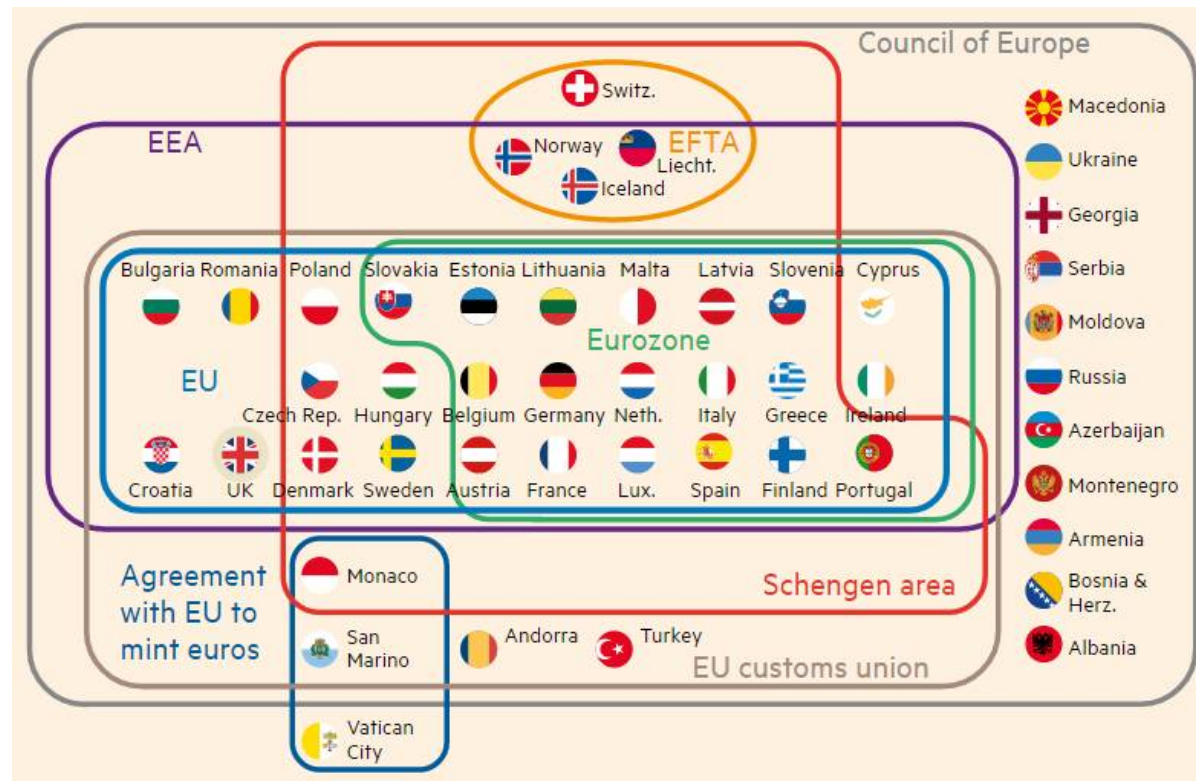 Council of Europe
Switz.
Macedonia
EEA
Norway
EFTA
Liecht.
Iceland
Ukraine
Georgia
Bulgaria Romania Poland Slovakia Estonia Lithuania Malta Latvia Slovenia Cyprus
Serbia
Eurozone
Moldova
EU
Russia
Czech Rep. Hungary Belgium Germany Neth. Italy Greece Ireland
Azerbaijan
Croatia UK Denmark Sweden Austria France Lux. Spain Finland Portugal
Montenegro
Armenia
Agreement
with EU to
mint euros
Monaco
Schengen area
Bosnia &
Herz.
San
Marino
Andorra
Turkey
EU customs union
Albania
Vatican
City